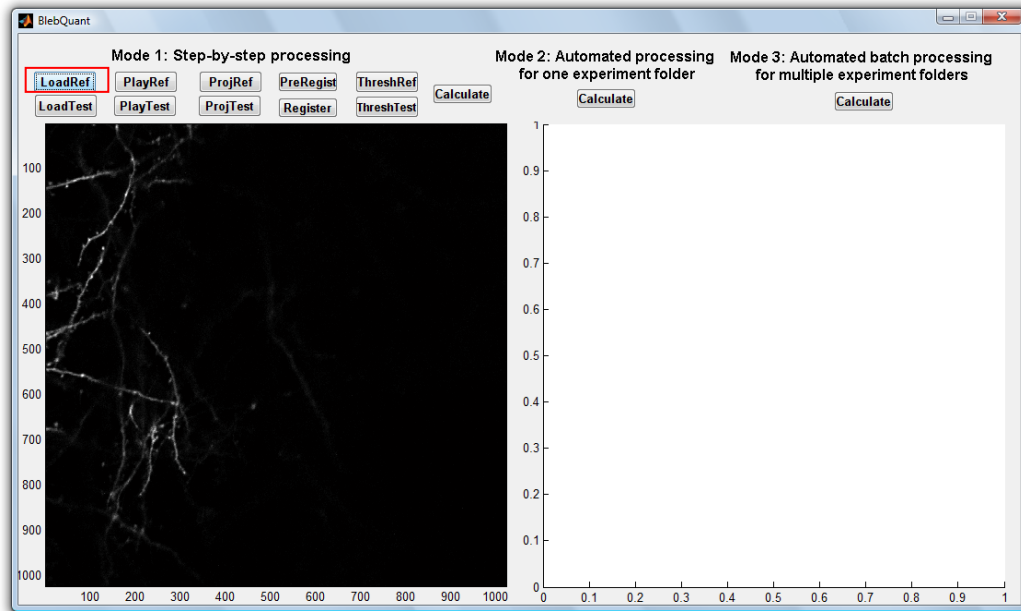 BlebQuant
Mode 1: Step-by-step processing
LoadRef PlayRef ProjRef PreRegist ThreshRef
LoadTest PlayTest ProjTest Register ThreshTest
Calculate
Mode 2: Automated processing
for one experiment folder
Calculate
Mode 3: Automated batch processing
for multiple experiment folders
Calculate
100
200
300
400
500
600
700
800
900
1000
100 200 300 400 500 600 700 800 900 1000
1
0.9
0.8
0.7
0.6
0.5
0.4
0.3
0.2
0.1
0
0 0.1 0.2 0.3 0.4 0.5 0.6 0.7 0.8 0.9 1